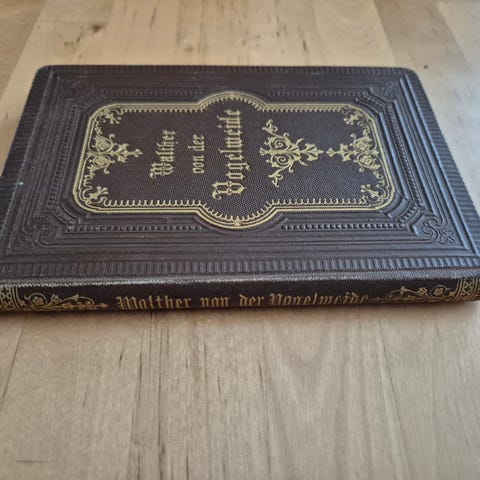 Walther
von der
Vogelweide
Walther von der Vogelweide